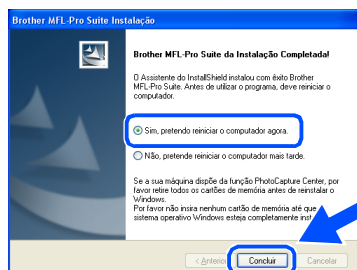 Brother MFL-Pro Suite Instalação
Brother MFL-Pro Suite da Instalação Completada!
O Assistente do InstallShield instalou com êxito Brother
MFL-Pro Suite. Antes de utilizar o programa, deve reiniciar o
computador.
Sim, pretendo reiniciar o computador agora.
Não, pretende reiniciar o computador mais tarde.
Se a sua máquina dispõe da função PhotoCapture Center, por
favor retire todos os cartões de memória antes de reinstalar o
Windows.
Por favor não insira nenhum cartão de memória até que
sistema operativo Windows esteja completamente
< Anterior Concluir Cancelar